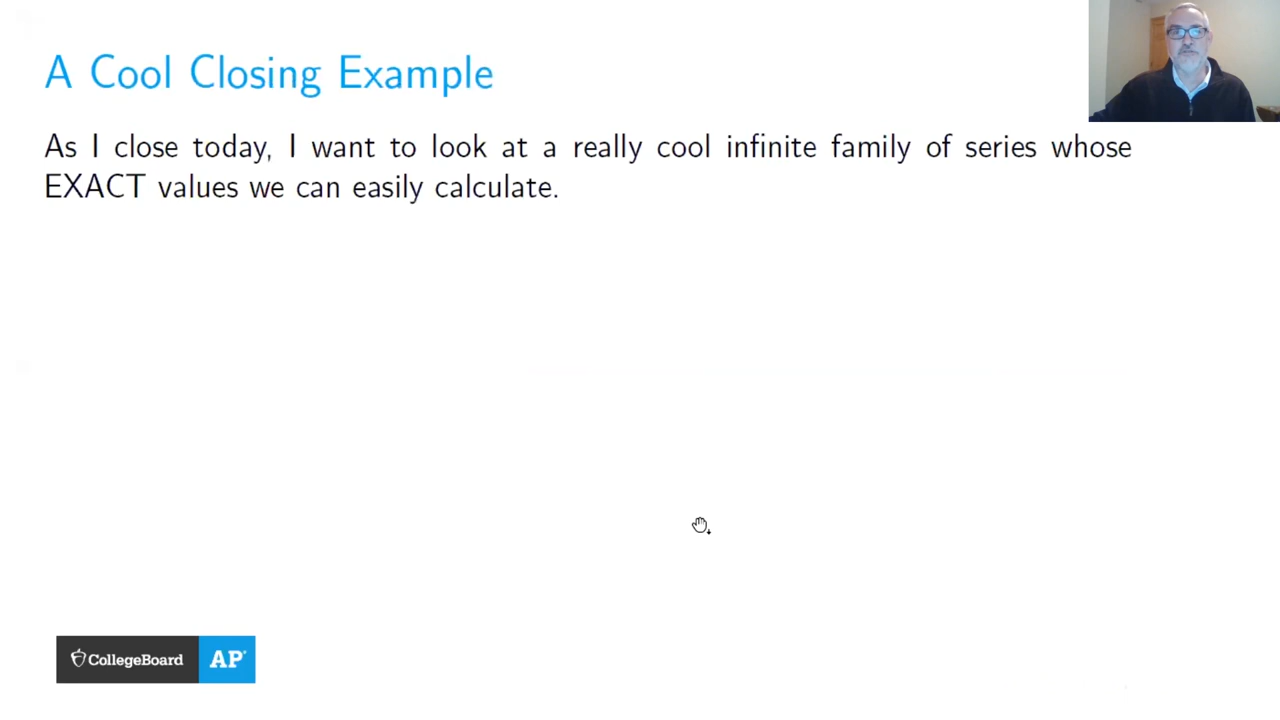 A Cool Closing Example
As I close today, I want to look at a really cool infinite family of series whose
EXACT values we can easily calculate.
CollegeBoard AP